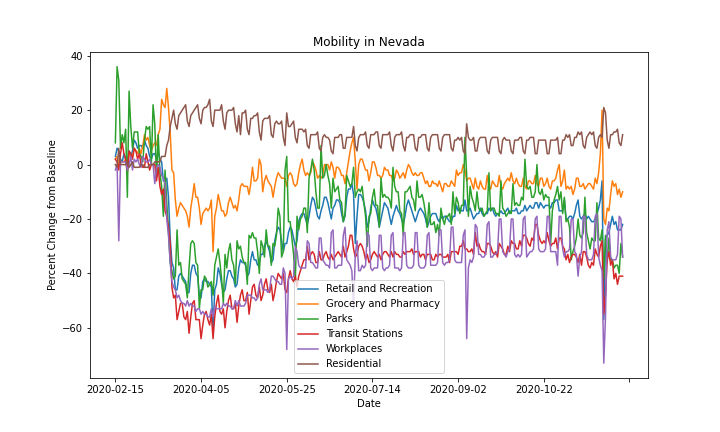 Mobility in Nevada
Percent Change from Baseline
40
20
0
−20
−40
−60
Retail and Recreation
Grocery and Pharmacy
Parks
Transit Stations
Workplaces
Residential
2020-02-15 2020-04-05 2020-05-25 2020-07-14 2020-09-02 2020-10-22
Date